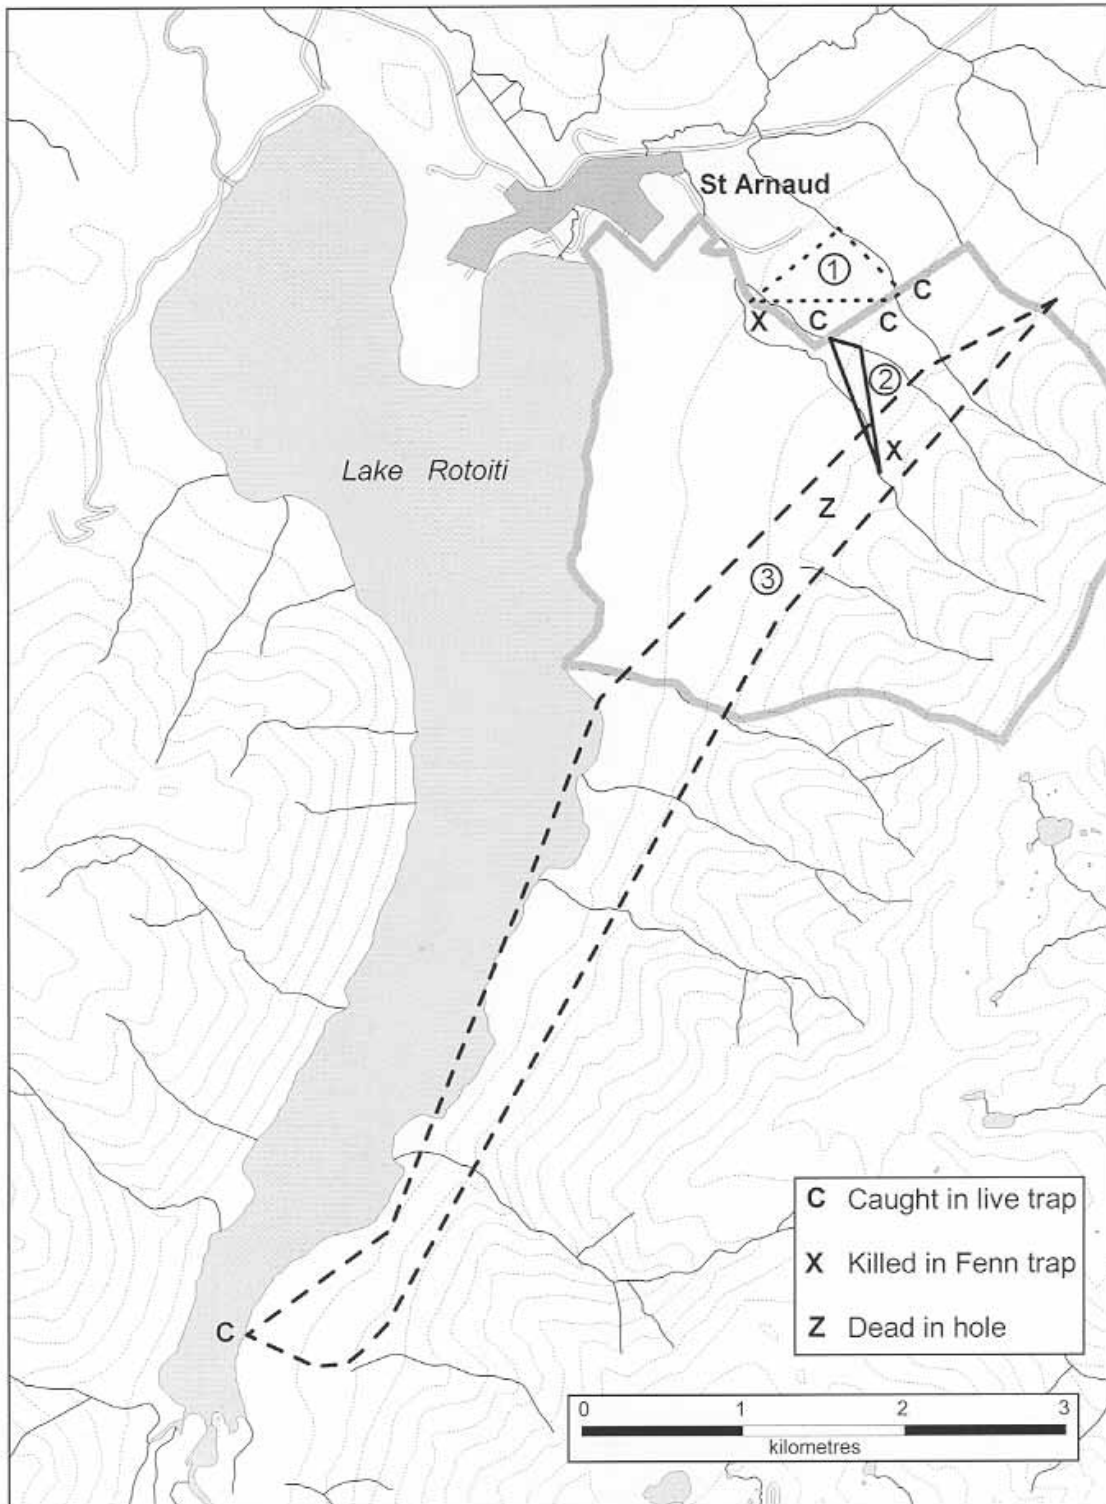 St Arnaud
1
C
X
C
C
2
X
Lake Rotoiti
Z
3
C
C Caught in live trap
X Killed in Fenn trap
Z Dead in hole
0 1 2 3
kilometres